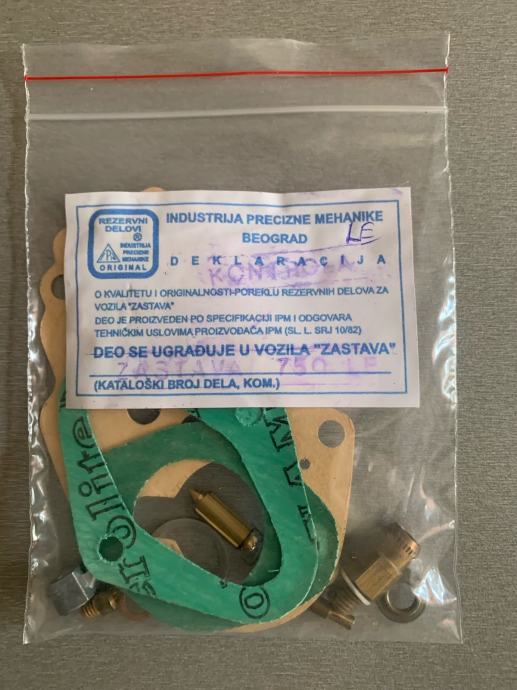 REZERVNI
DELOVI
®
INDUSTRIJA
PRECIZNE
MEHANIKE
ORIGINAL
INDUSTRIJA PRECIZNE MEHANIKE
BEOGRAD
LE
DEKLARACIJA
KONTROLA
O KVALITETU I ORIGINALNOSTI-POREKLU REZERVNIH DELOVA ZA
VOZILA "ZASTAVA"
DEO JE PROIZVEDEN PO SPECIFIKACIJI IPM I ODGOVARA
TEHNIČKIM USLOVIMA PROIZVOĐAČA IPM (SL. L. SRJ 10/82)
DEO SE UGRAĐUJE U VOZILA "ZASTAVA"
ZASTAVA 750 LE
(KATALOŠKI BROJ DELA, KOM.)